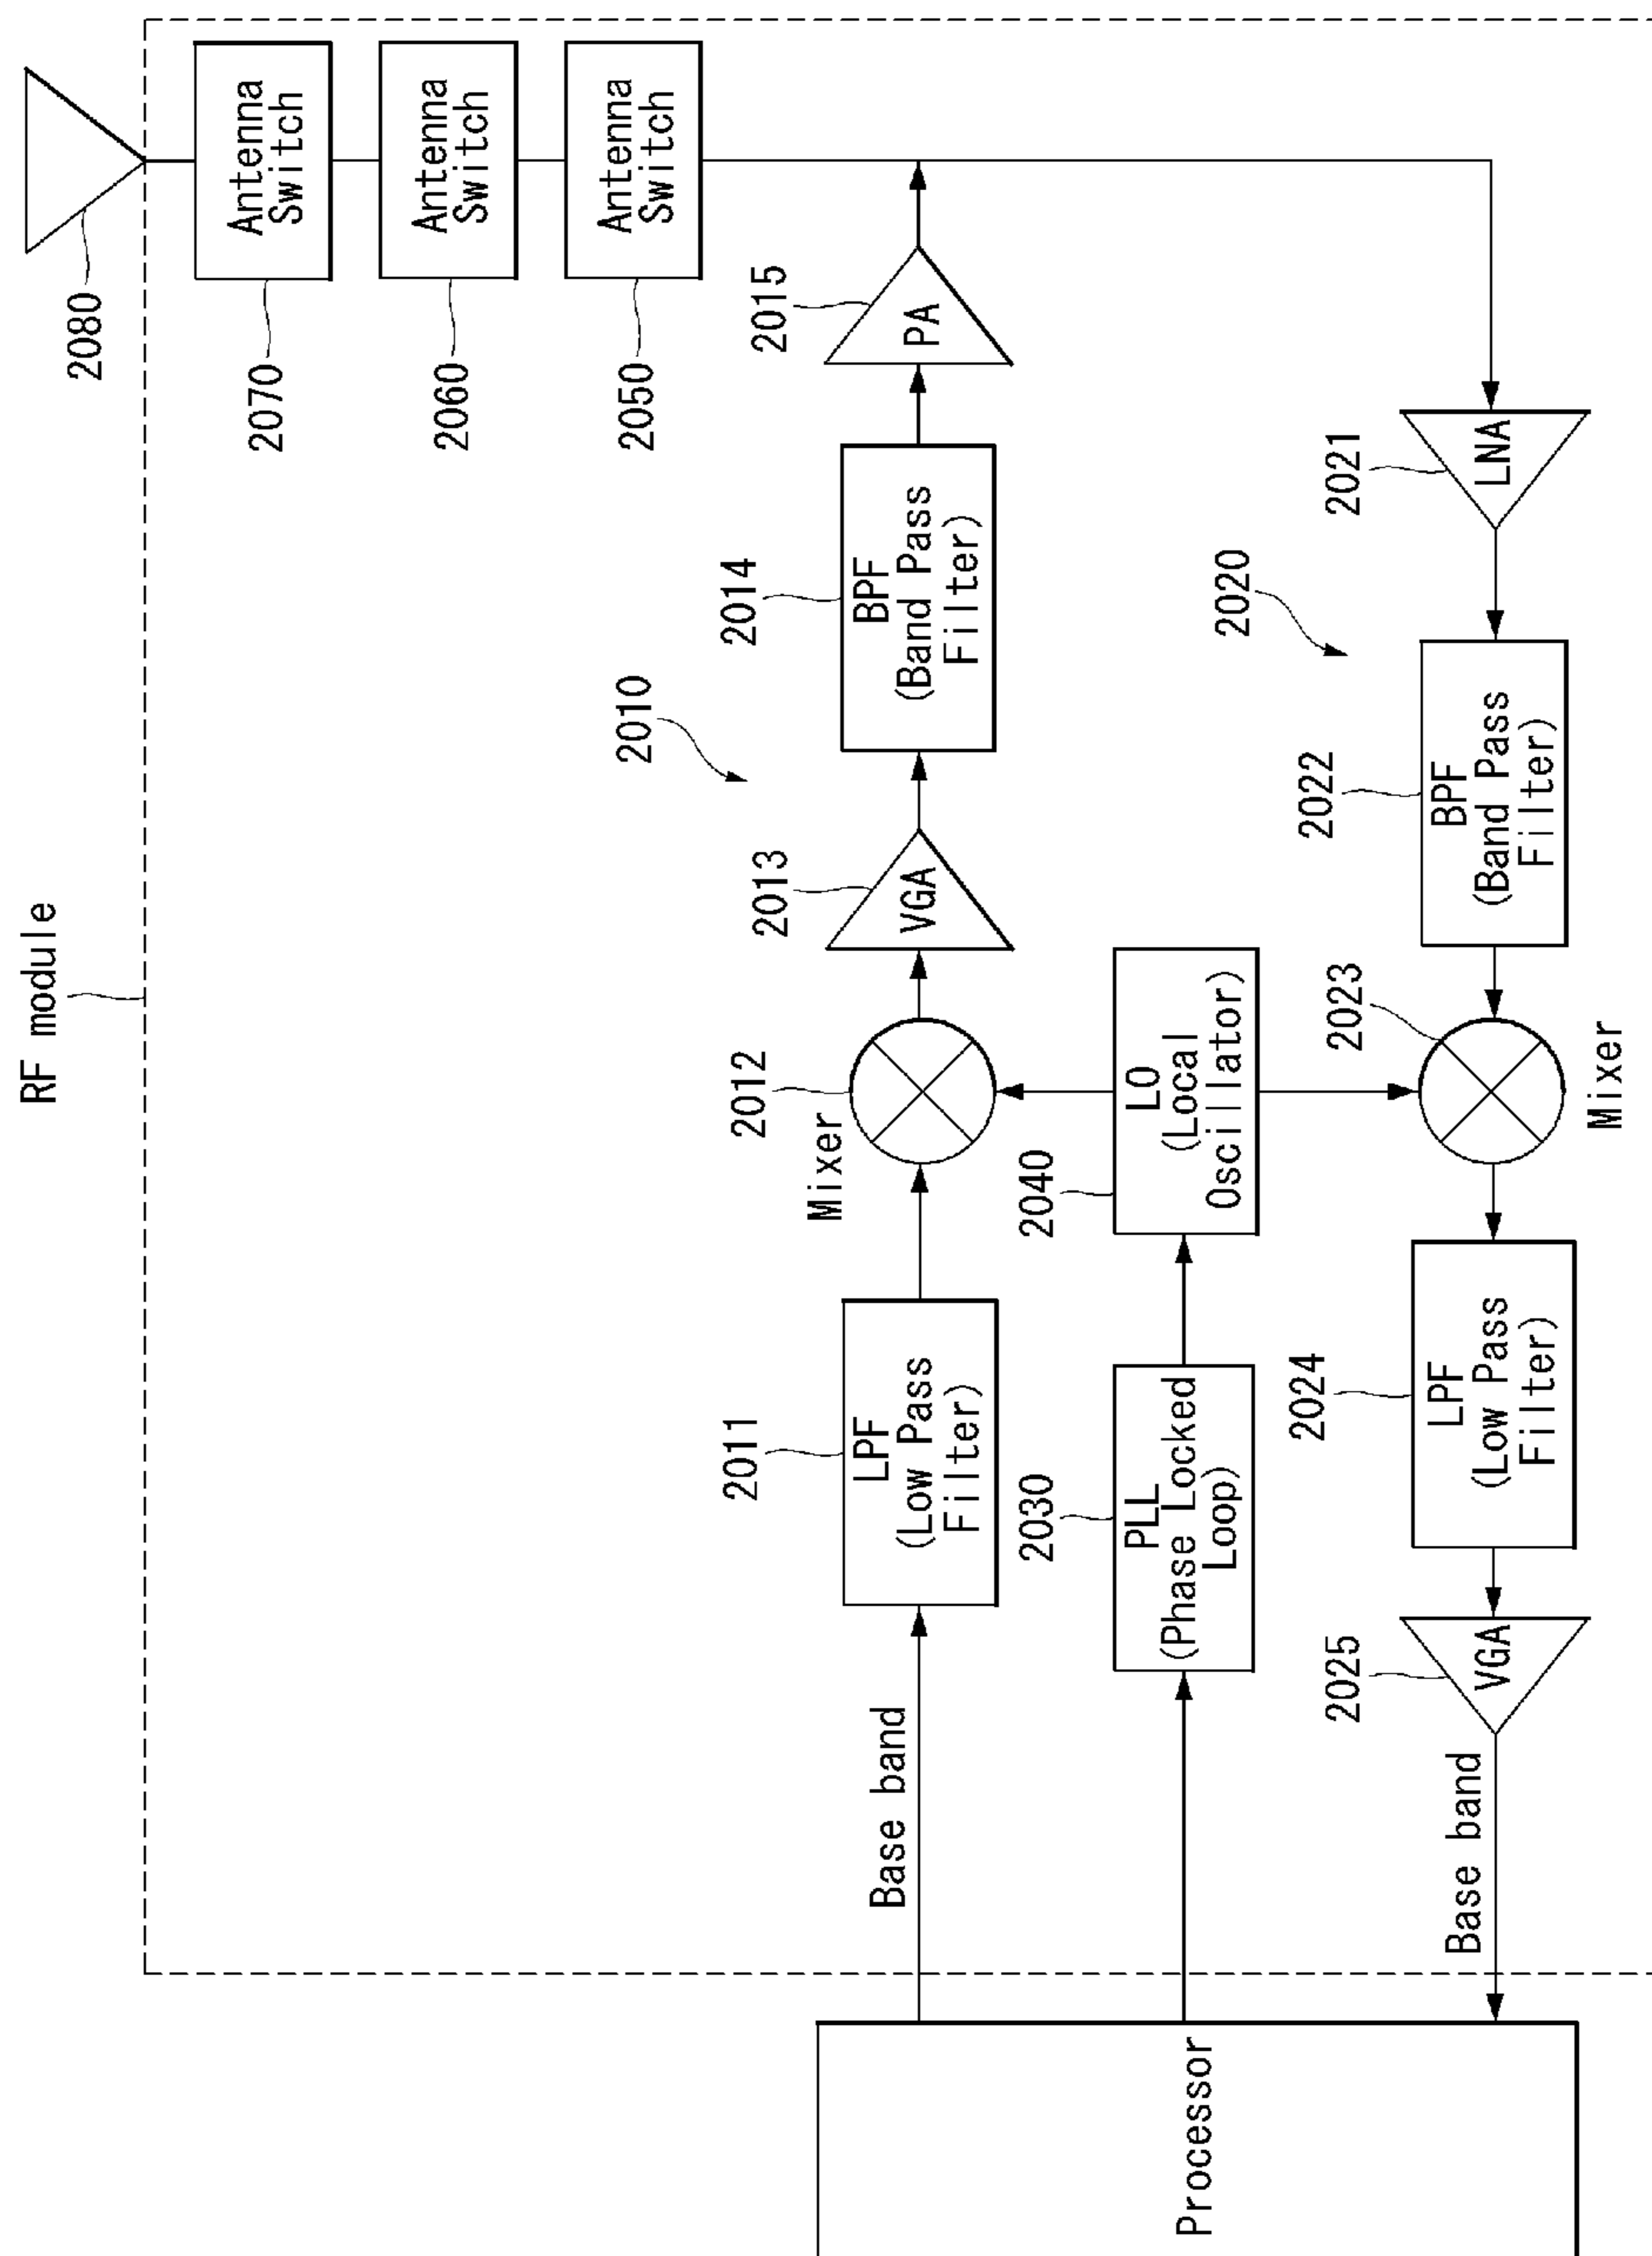 RF module
2080
Antenna
Switch
2070
Antenna
Switch
2060
Antenna
Switch
2050
2010
Base band
LPF
(Low Pass
Filter)
2011
Mixer
2012
VGA
2013
BPF
(Band Pass
Filter)
2014
PA
2015
Processor
PLL
(Phase Locked
Loop)
2030
LO
(Local
Oscillator)
2040
2020
LNA
2021
BPF
(Band Pass
Filter)
2022
2023
Mixer
LPF
(Low Pass
Filter)
2024
VGA
2025
Base band